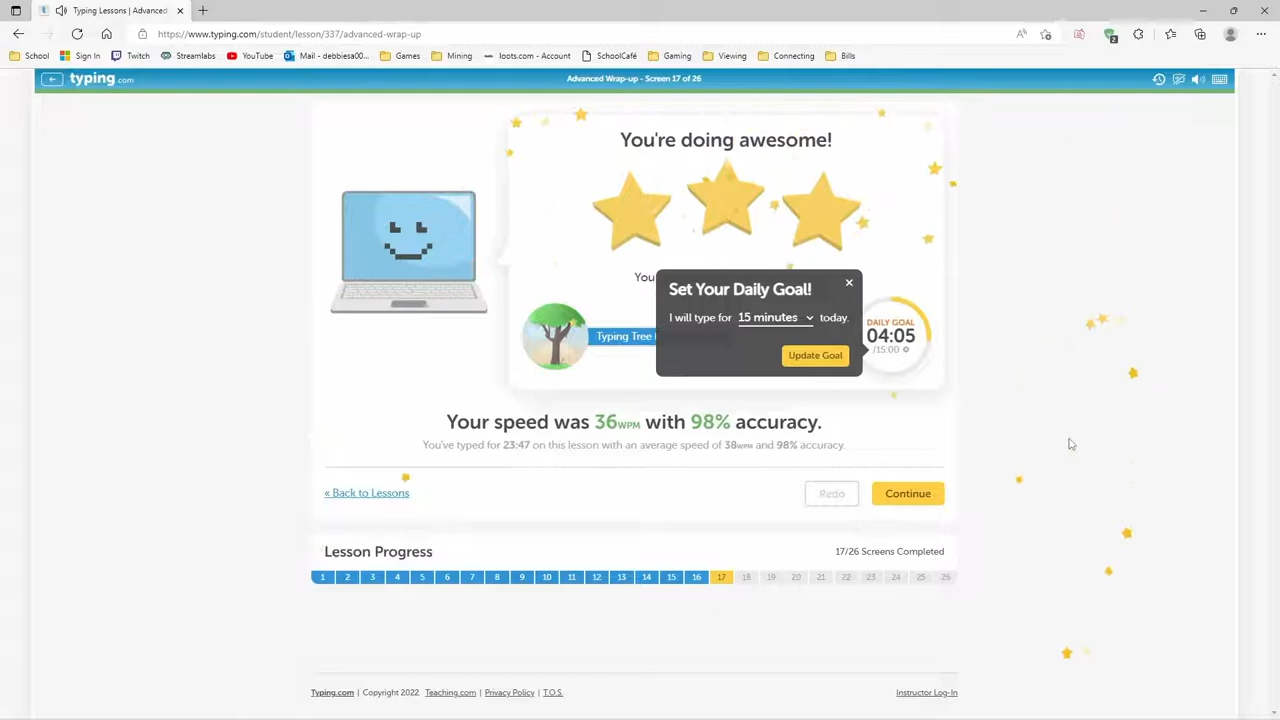 Typing Lessons | Advanced
https://www.typing.com/student/lesson/337/advanced-wrap-up
School Sign In Twitch Streamlabs YouTube Mail - debbiesa00... Games Mining loots.com - Account SchoolCafé Gaming Viewing Connecting Bills
typing.com
Advanced Wrap-up - Screen 17 of 26
You're doing awesome!
You
Set Your Daily Goal!
I will type for 15 minutes today.
Update Goal
Typing Tree
DAILY GOAL
04:05
/15:00
Your speed was 36WPM with 98% accuracy.
You've typed for 23:47 on this lesson with an average speed of 38WPM and 98% accuracy.
« Back to Lessons
Redo
Continue
Lesson Progress
17/26 Screens Completed
1 2 3 4 5 6 7 8 9 10 11 12 13 14 15 16 17 18 19 20 21 22 23 24 25 26
Typing.com | Copyright 2022 Teaching.com | Privacy Policy | T.O.S.
Instructor Log-In